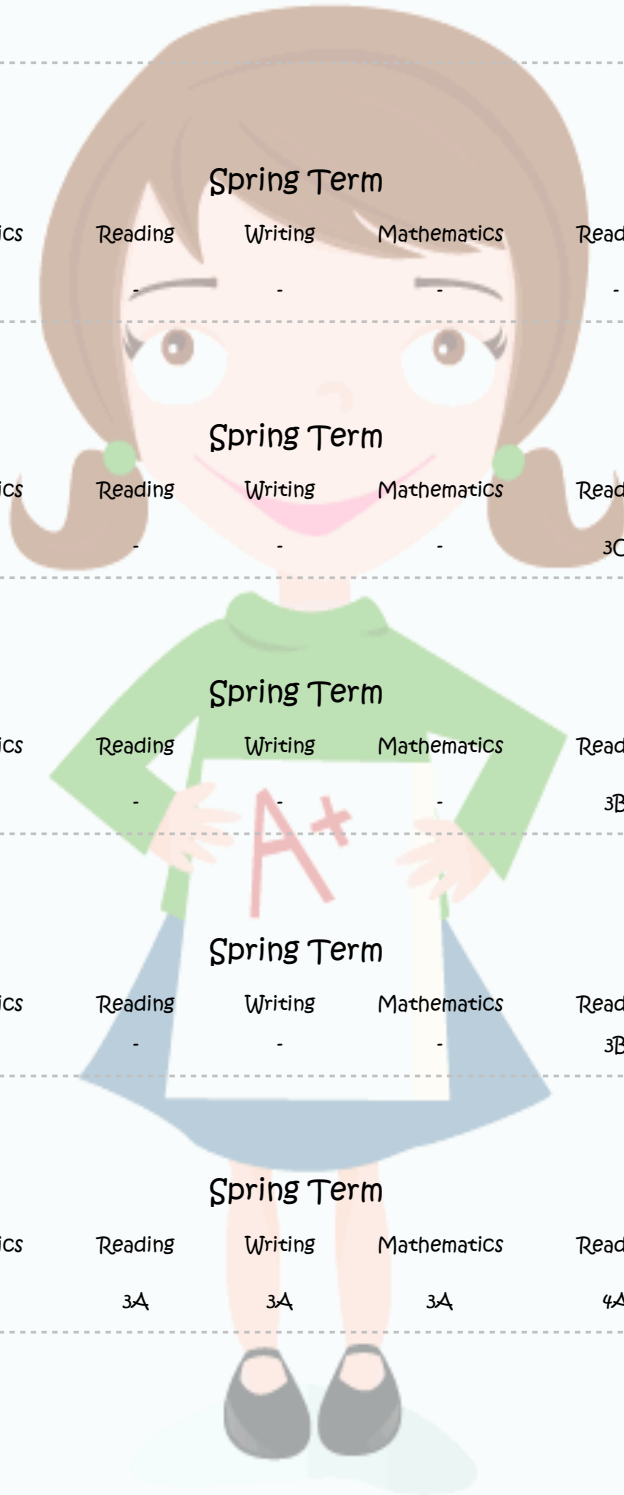 Spring Term
ics Reading Writing Mathematics Read
- - - -
Spring Term
ics Reading Writing Mathematics Read
- - - 3C
Spring Term
ics Reading Writing Mathematics Read
- - - 3B
A+
Spring Term
ics Reading Writing Mathematics Read
- - - 3B
Spring Term
ics Reading Writing Mathematics Read
3A 3A 3A 4A